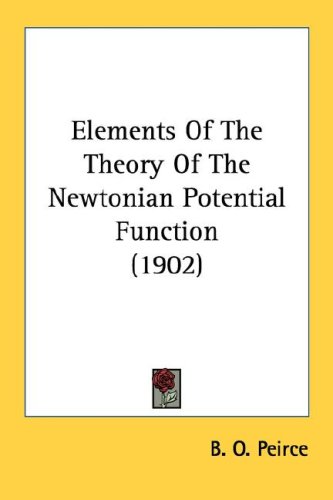 Elements Of The
Theory Of The
Newtonian Potential
Function
(1902)
B. O. Peirce